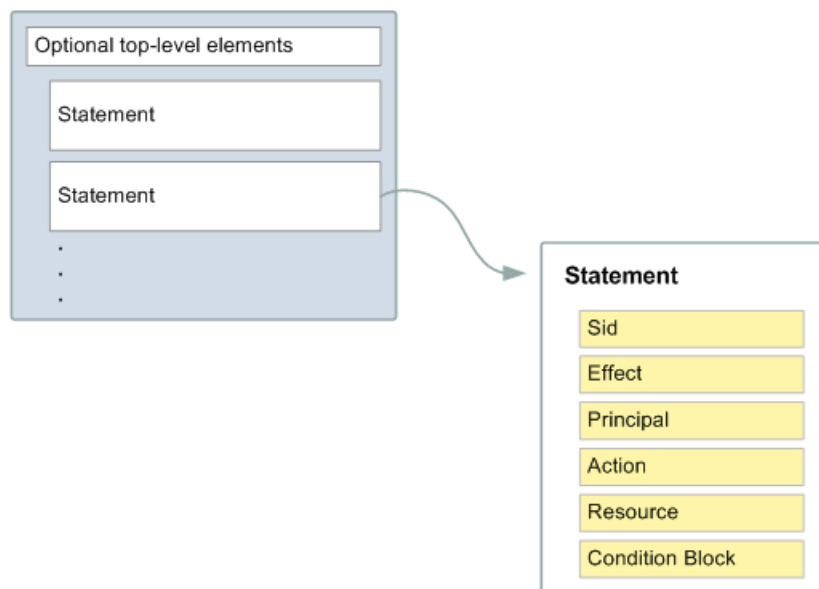 Optional top-level elements
Statement
Statement
.
.
.
Statement
Sid
Effect
Principal
Action
Resource
Condition Block